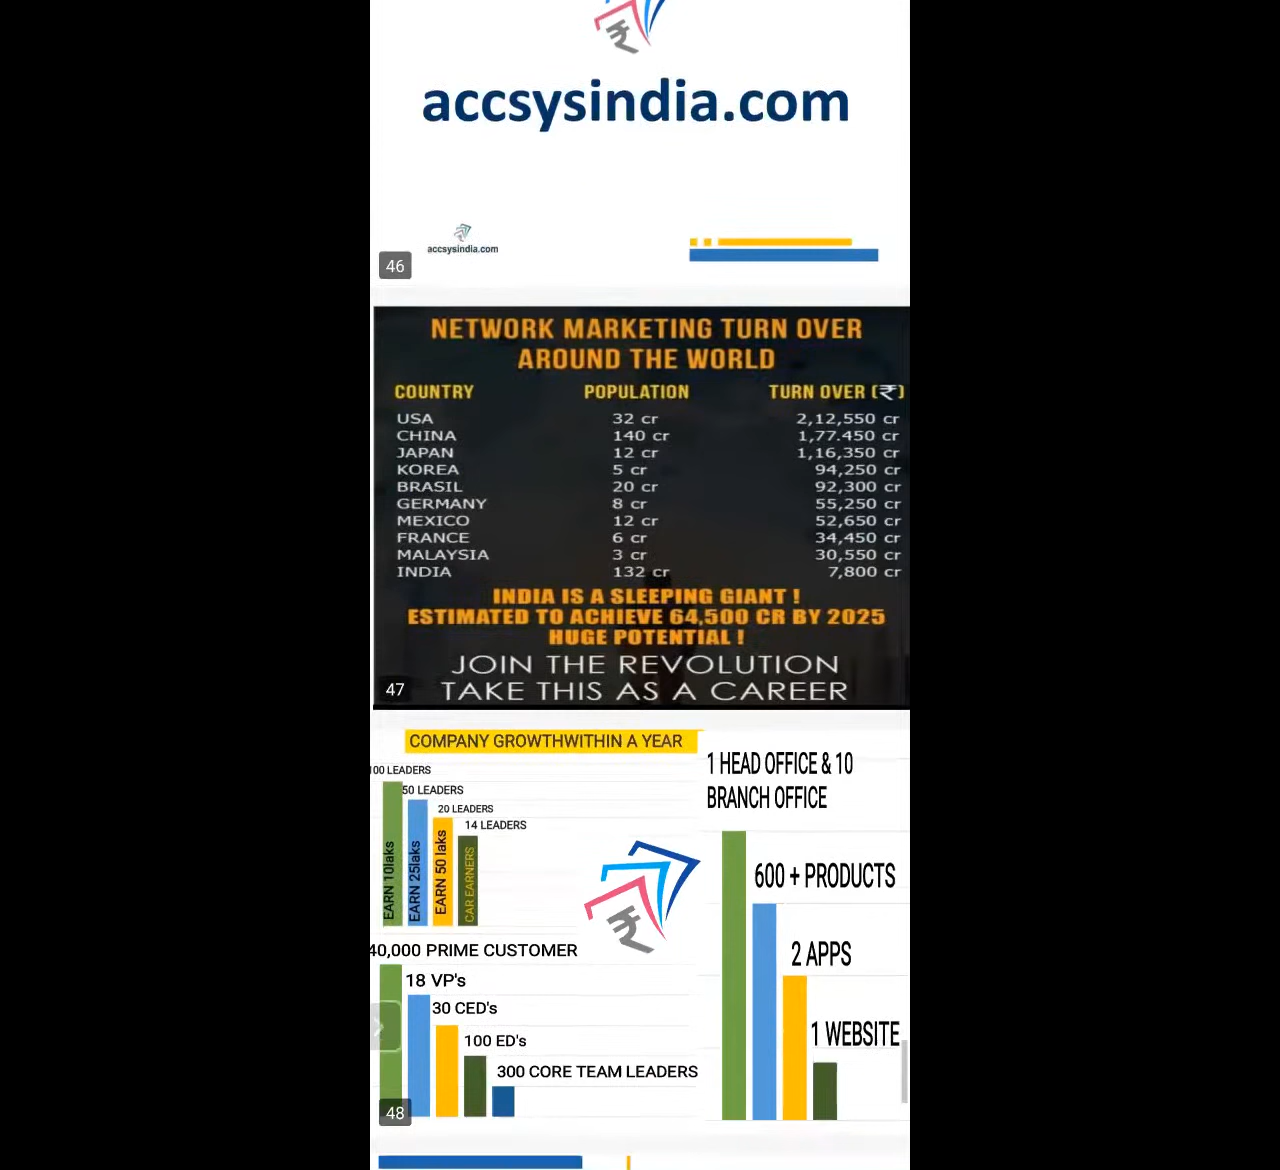 accsysindia.com
accsysindia.com
46
NETWORK MARKETING TURN OVER
AROUND THE WORLD
COUNTRY POPULATION TURN OVER (₹)
USA 32 cr 2,12,550 cr
CHINA 140 cr 1,77.450 cr
JAPAN 12 cr 1,16,350 cr
KOREA 5 cr 94,250 cr
BRASIL 20 cr 92,300 cr
GERMANY 8 cr 55,250 cr
MEXICO 12 cr 52,650 cr
FRANCE 6 cr 34,450 cr
MALAYSIA 3 cr 30,550 cr
INDIA 132 cr 7,800 cr
INDIA IS A SLEEPING GIANT !
ESTIMATED TO ACHIEVE 64,500 CR BY 2025
HUGE POTENTIAL !
JOIN THE REVOLUTION
TAKE THIS AS A CAREER
47
COMPANY GROWTHWITHIN A YEAR
100 LEADERS
50 LEADERS
20 LEADERS
14 LEADERS
EARN 10laks
EARN 25laks
EARN 50 laks
CAR EARNERS
₹
40,000 PRIME CUSTOMER
18 VP's
30 CED's
100 ED's
300 CORE TEAM LEADERS
1 HEAD OFFICE & 10
BRANCH OFFICE
600 + PRODUCTS
2 APPS
1 WEBSITE
48